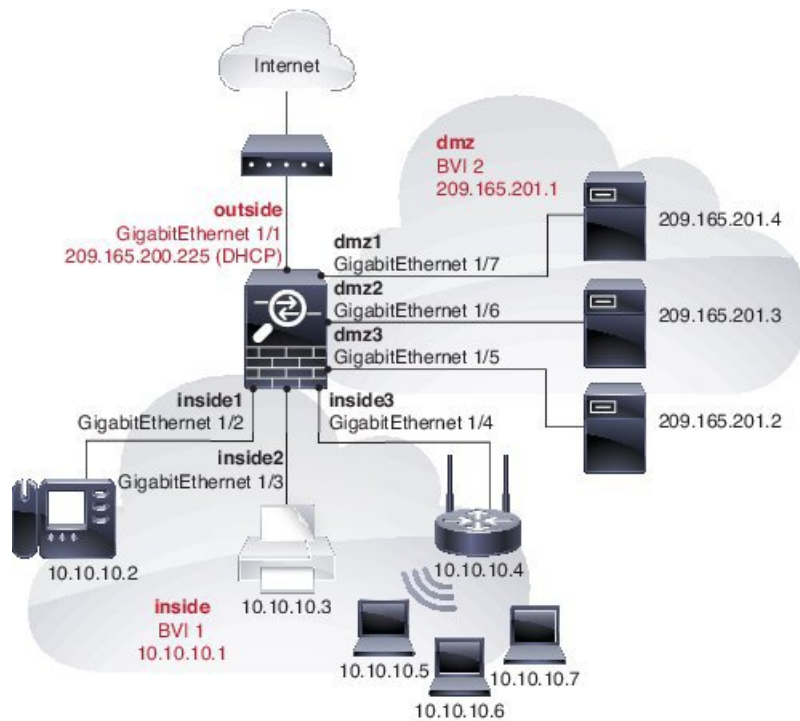 Internet
outside
GigabitEthernet 1/1
209.165.200.225 (DHCP)
dmz
BVI 2
209.165.201.1
dmz1
GigabitEthernet 1/7
209.165.201.4
dmz2
GigabitEthernet 1/6
209.165.201.3
dmz3
GigabitEthernet 1/5
209.165.201.2
inside1
GigabitEthernet 1/2
inside2
GigabitEthernet 1/3
inside3
GigabitEthernet 1/4
10.10.10.2
10.10.10.3
10.10.10.4
inside
BVI 1
10.10.10.1
10.10.10.5
10.10.10.6
10.10.10.7